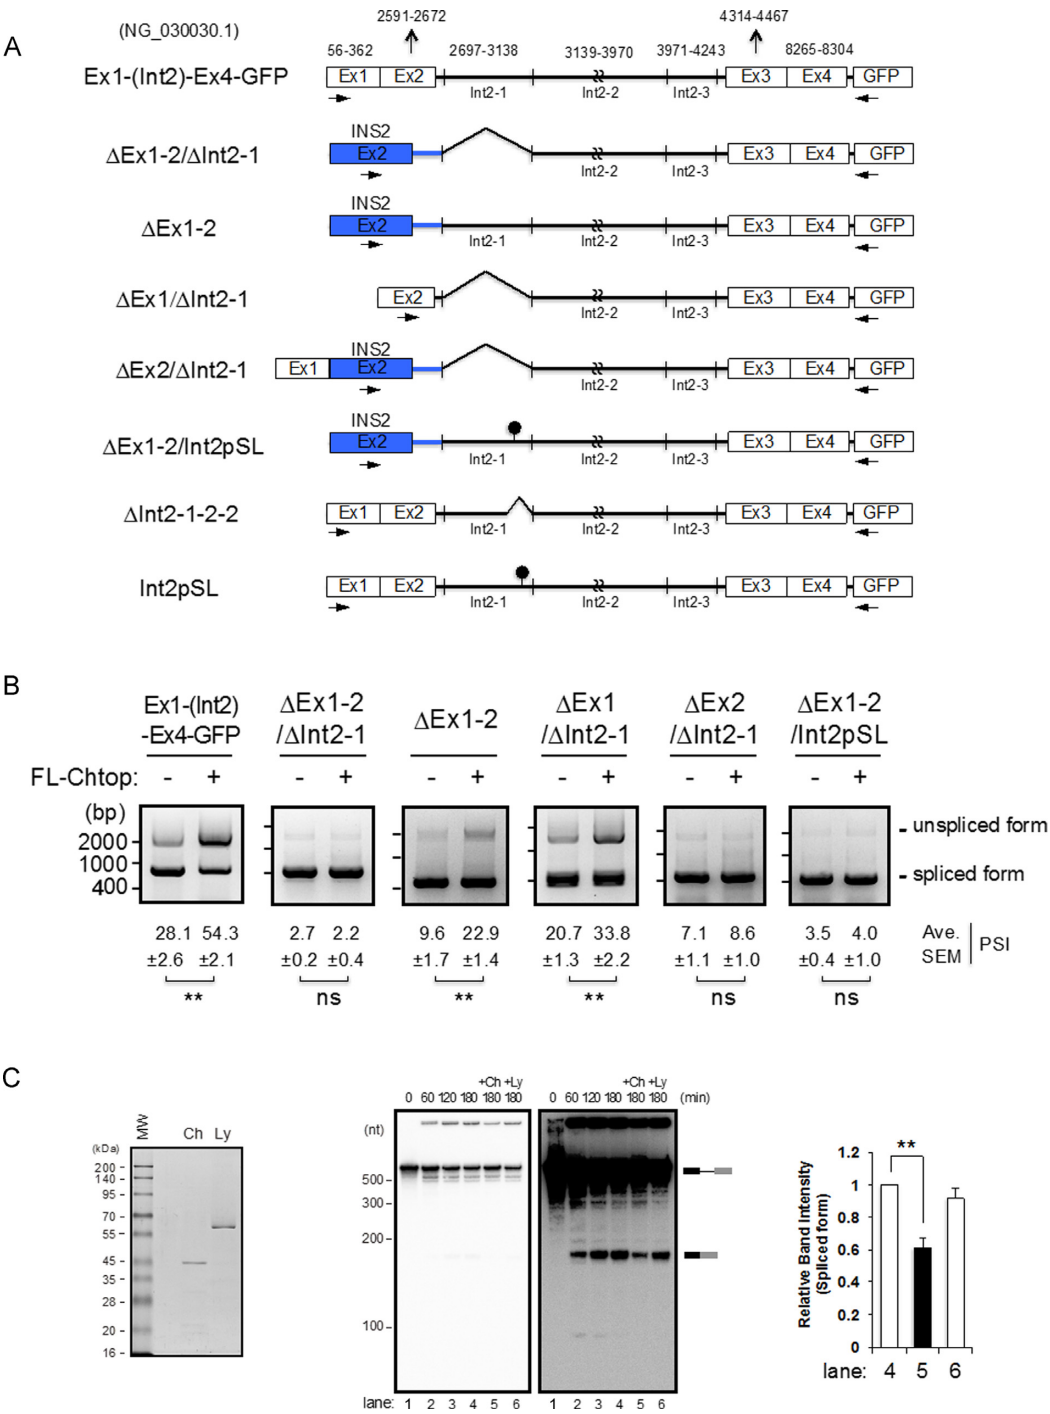 A
(NG_030030.1)
2591-2672
4314-4467
56-362
2697-3138
3139-3970
3971-4243
8265-8304
Ex1-(Int2)-Ex4-GFP
Ex1 Ex2 Int2-1 Int2-2 Int2-3 Ex3 Ex4 GFP
INS2
ΔEx1-2/ΔInt2-1
Ex2 Int2-2 Int2-3 Ex3 Ex4 GFP
INS2
ΔEx1-2
Ex2 Int2-1 Int2-2 Int2-3 Ex3 Ex4 GFP
ΔEx1/ΔInt2-1
Ex2 Int2-2 Int2-3 Ex3 Ex4 GFP
INS2
ΔEx2/ΔInt2-1
Ex1 Ex2 Int2-2 Int2-3 Ex3 Ex4 GFP
INS2
ΔEx1-2/Int2pSL
Ex2 Int2-1 Int2-2 Int2-3 Ex3 Ex4 GFP
ΔInt2-1-2-2
Ex1 Ex2 Int2-1 Int2-2 Int2-3 Ex3 Ex4 GFP
Int2pSL
Ex1 Ex2 Int2-1 Int2-2 Int2-3 Ex3 Ex4 GFP
B
Ex1-(Int2)
-Ex4-GFP
ΔEx1-2
/ΔInt2-1
ΔEx1-2
ΔEx1
/ΔInt2-1
ΔEx2
/ΔInt2-1
ΔEx1-2
/Int2pSL
FL-Chtop: - + - + - + - + - + - +
(bp)
2000
1000
400
- unspliced form
- spliced form
28.1 54.3 2.7 2.2 9.6 22.9 20.7 33.8 7.1 8.6 3.5 4.0 Ave.
±2.6 ±2.1 ±0.2 ±0.4 ±1.7 ±1.4 ±1.3 ±2.2 ±1.1 ±1.0 ±0.4 ±1.0 SEM
PSI
** ns ** ** ns ns
C
MW Ch Ly
(kDa)
200
140
95
70
55
45
35
28
20
16
+Ch +Ly
0 60 120 180 180 180
+Ch +Ly
0 60 120 180 180 180 (min)
(nt)
500
300
200
100
lane: 1 2 3 4 5 6
1 2 3 4 5 6
Relative Band Intensity
(Spliced form)
1.2
1
0.8
0.6
0.4
0.2
0
**
lane: 4 5 6